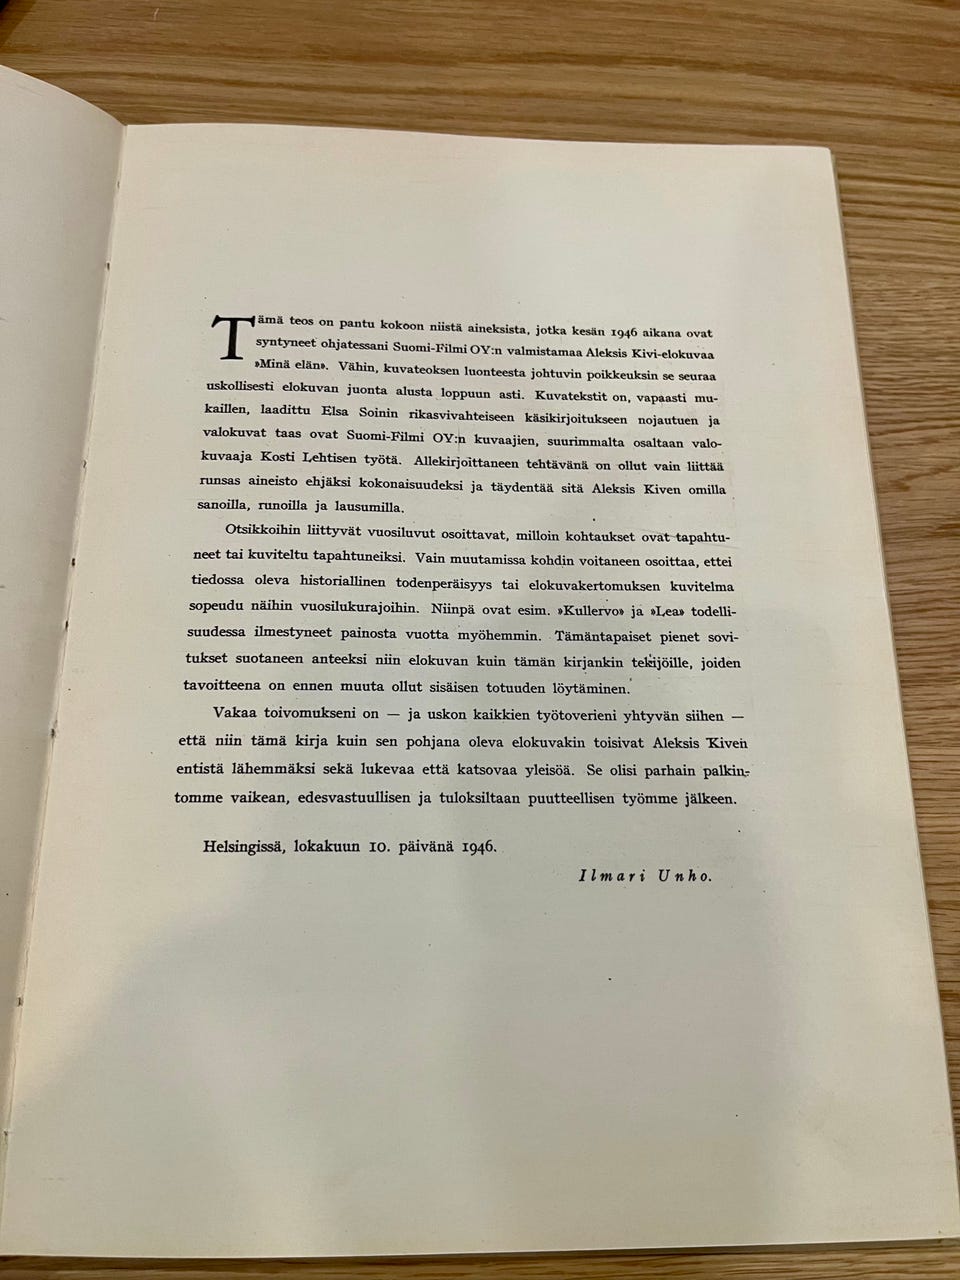 Tämä teos on pantu kokoon niistä aineksista, jotka kesän 1946 aikana ovat
syntyneet ohjatessani Suomi-Filmi OY:n valmistamaa Aleksis Kivi-elokuvaa
»Minä elän». Vähin, kuvateoksen luonteesta johtuvin poikkeuksin se seuraa
uskollisesti elokuvan juonta alusta loppuun asti. Kuvatekstit on, vapaasti mu-
kaillen, laadittu Elsa Soinin rikasvivahteiseen käsikirjoitukseen nojautuen ja
valokuvat taas ovat Suomi-Filmi OY:n kuvaajien, suurimmalta osaltaan valo-
kuvaaja Kosti Lehtisen työtä. Allekirjoittaneen tehtävänä on ollut vain liittää
runsas aineisto ehjäksi kokonaisuudeksi ja täydentää sitä Aleksis Kiven omilla
sanoilla, runoilla ja lausumilla.
Otsikkoihin liittyvät vuosiluvut osoittavat, milloin kohtaukset ovat tapahtu-
neet tai kuviteltu tapahtuneiksi. Vain muutamissa kohdin voitaneen osoittaa, ettei
tiedossa oleva historiallinen todenperäisyys tai elokuvakertomuksen kuvitelma
sopeudu näihin vuosilukurajoihin. Niinpä ovat esim. »Kullervo» ja »Lea» todelli-
suudessa ilmestyneet painosta vuotta myöhemmin. Tämäntapaiset pienet sovi-
tukset suotaneen anteeksi niin elokuvan kuin tämän kirjankin tekijöille, joiden
tavoitteena on ennen muuta ollut sisäisen totuuden löytäminen.
Vakaa toivomukseni on — ja uskon kaikkien työtoverieni yhtyvän siihen —
että niin tämä kirja kuin sen pohjana oleva elokuvakin toisivat Aleksis Kiven
entistä lähemmäksi sekä lukevaa että katsovaa yleisöä. Se olisi parhain palkin-
tomme vaikean, edesvastuullisen ja tuloksiltaan puutteellisen työmme jälkeen.
Helsingissä, lokakuun 10. päivänä 1946.
Ilmari Unho.